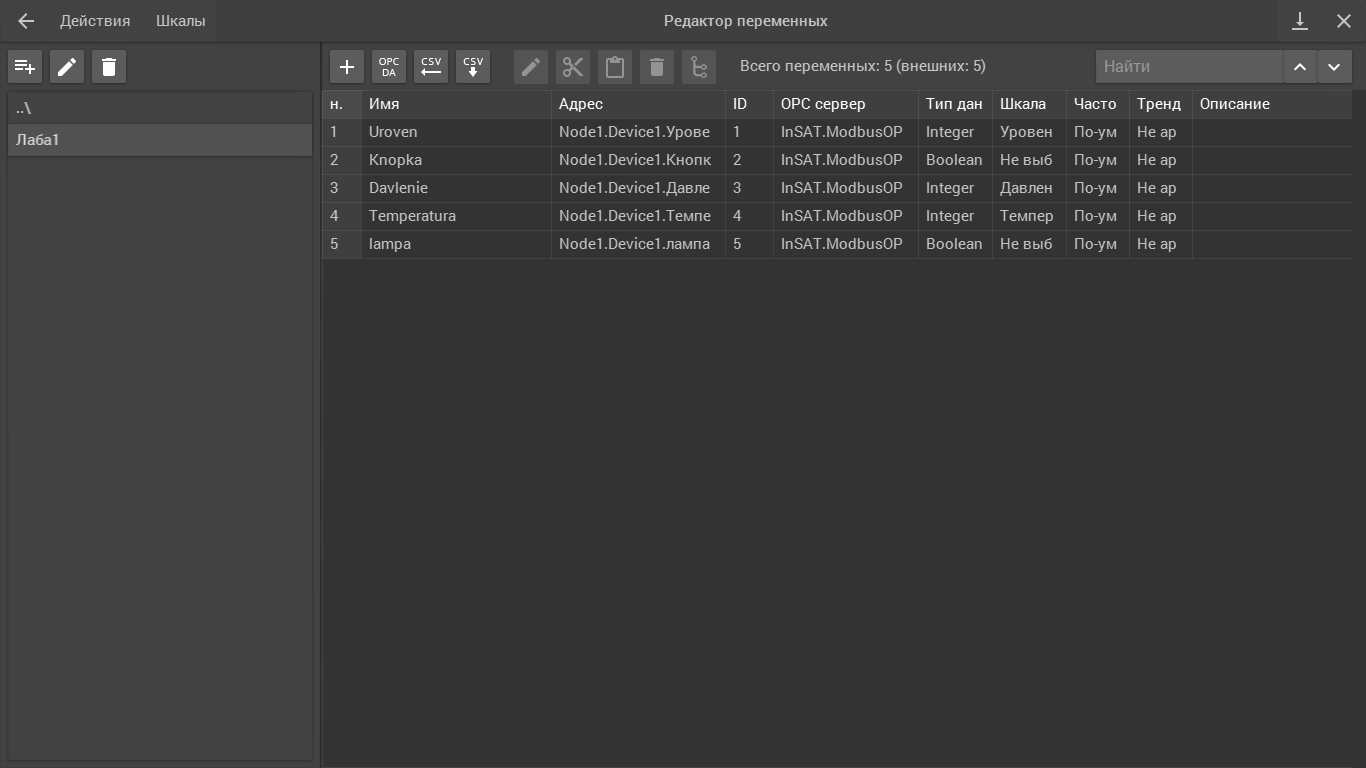 Действия Шкалы Редактор переменных
OPC DA CSV CSV Всего переменных: 5 (внешних: 5) Найти
..\
Лаба1
н. Имя Адрес ID OPC сервер Тип дан Шкала Часто Тренд Описание
1 Uroven Node1.Device1.Урове 1 InSAT.ModbusOP Integer Уровен По-ум Не ар
2 Knopka Node1.Device1.Кнопк 2 InSAT.ModbusOP Boolean Не выб По-ум Не ар
3 Davlenie Node1.Device1.Давле 3 InSAT.ModbusOP Integer Давлен По-ум Не ар
4 Temperatura Node1.Device1.Темпе 4 InSAT.ModbusOP Integer Темпер По-ум Не ар
5 lampa Node1.Device1.лампа 5 InSAT.ModbusOP Boolean Не выб По-ум Не ар